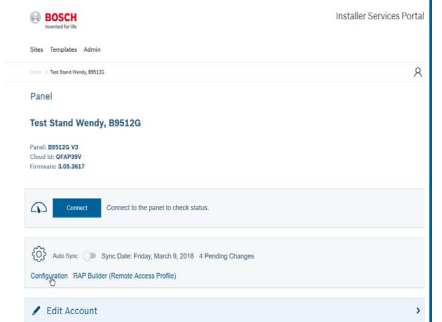 BOSCH
Invented for life
Installer Services Portal
Sites Templates Admin
Home > Test Stand Wendy, B9512G
Panel
Test Stand Wendy, B9512G
Panel: B9512G V3
Cloud Id: QFAP39V
Firmware: 3.05.3617
Connect Connect to the panel to check status.
Auto Sync Sync Date: Friday, March 9, 2018 4 Pending Changes
Configuration RAP Builder (Remote Access Profile)
Edit Account